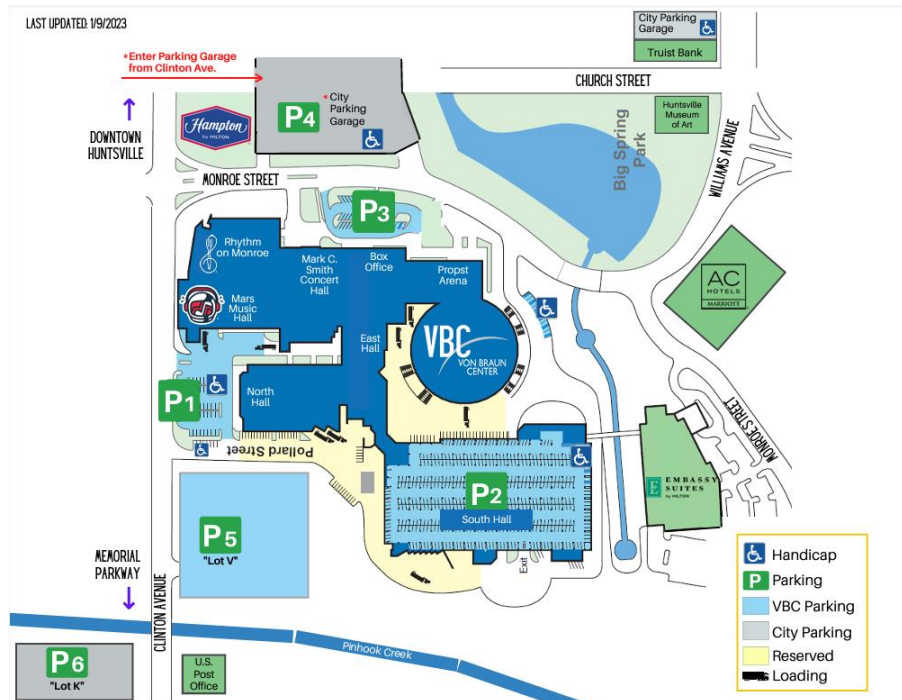 LAST UPDATED: 1/9/2023
City Parking
Garage
Truist Bank
*Enter Parking Garage
from Clinton Ave.
CHURCH STREET
P4
* City
Parking
Garage
Hampton
by HILTON
DOWNTOWN
HUNTSVILLE
Huntsville
Museum
of Art
Big Spring
Park
WILLIAMS AVENUE
MONROE STREET
P3
Rhythm
on Monroe
Mark C.
Smith
Concert
Hall
Box
Office
Propst
Arena
AC
HOTELS
MARRIOTT
Mars
Music
Hall
East
Hall
VBC
VON BRAUN
CENTER
P1
North
Hall
Pollard Street
MONROE STREET
P2
South Hall
E EMBASSY
SUITES
by HILTON
P5
"Lot V"
Exit
MEMORIAL
PARKWAY
CLINTON AVENUE
Pinhook Creek
P6
"Lot K"
U.S.
Post
Office
Handicap
P Parking
VBC Parking
City Parking
Reserved
Loading